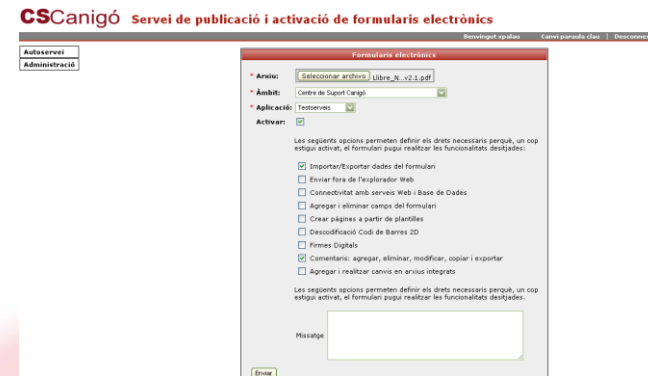 CSCanigó Servei de publicació i activació de formularis electrònics
Benvingut xpalau Canvi paraula clau | Desconnex
Autoservei
Administració
Formularis electrònics
* Arxiu: Seleccionar archivo Llibre_N...v2.1.pdf
* Àmbit: Centre de Suport Canigó
* Aplicació: Testserveis
Activar:
Les següents opcions permeten definir els drets necessaris perquè, un cop
estigui activat, el formulari pugui realitzar les funcionalitats desitjades:
Importar/Exportar dades del formulari
Enviar fora de l'explorador Web
Connectivitat amb serveis Web i Base de Dades
Agregar i eliminar camps del formulari
Crear pàgines a partir de plantilles
Descodificació Codi de Barres 2D
Firmes Digitals
Comentaris: agregar, eliminar, modificar, copiar i exportar
Agregar i realitzar canvis en arxius integrats
Les següents opcions permeten definir els drets necessaris perquè, un cop
estigui activat, el formulari pugui realitzar les funcionalitats desitjades.
Missatge
Enviar